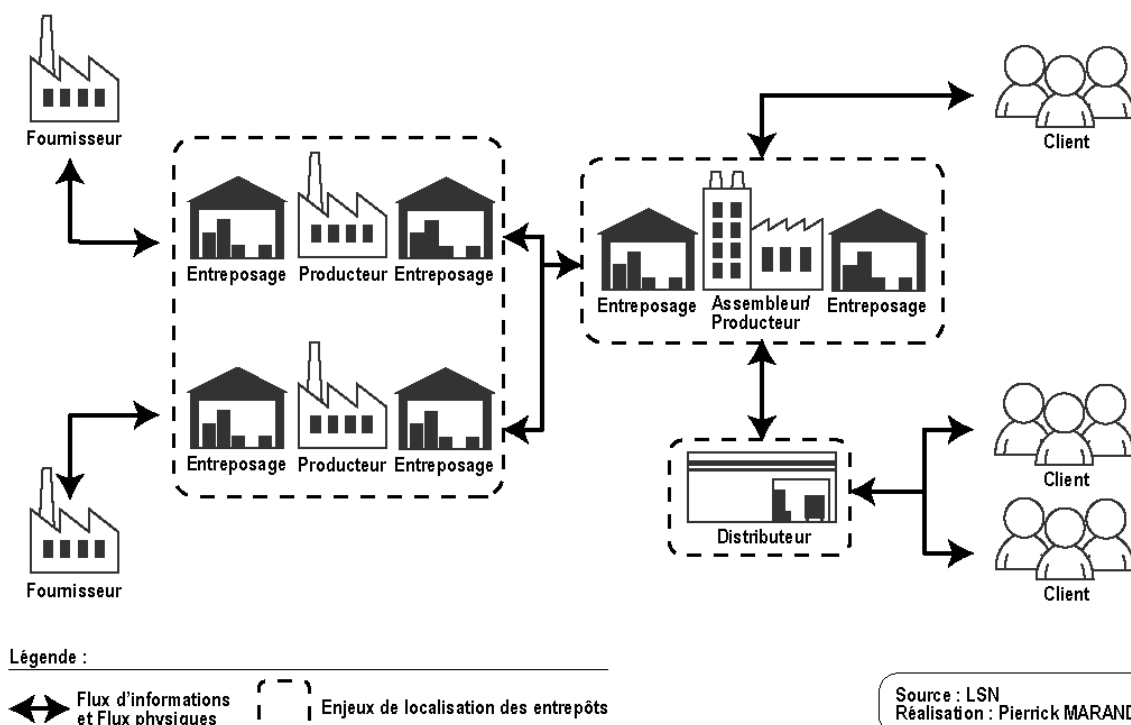 Fournisseur
Client
Entreposage Producteur Entreposage
Entreposage Assembleur/ Entreposage
Producteur
Entreposage Producteur Entreposage
Client
Distributeur
Fournisseur
Client
Légende :
Flux d'informations
et Flux physiques
Enjeux de localisation des entrepôts
Source : LSN
Réalisation : Pierrick MARAND